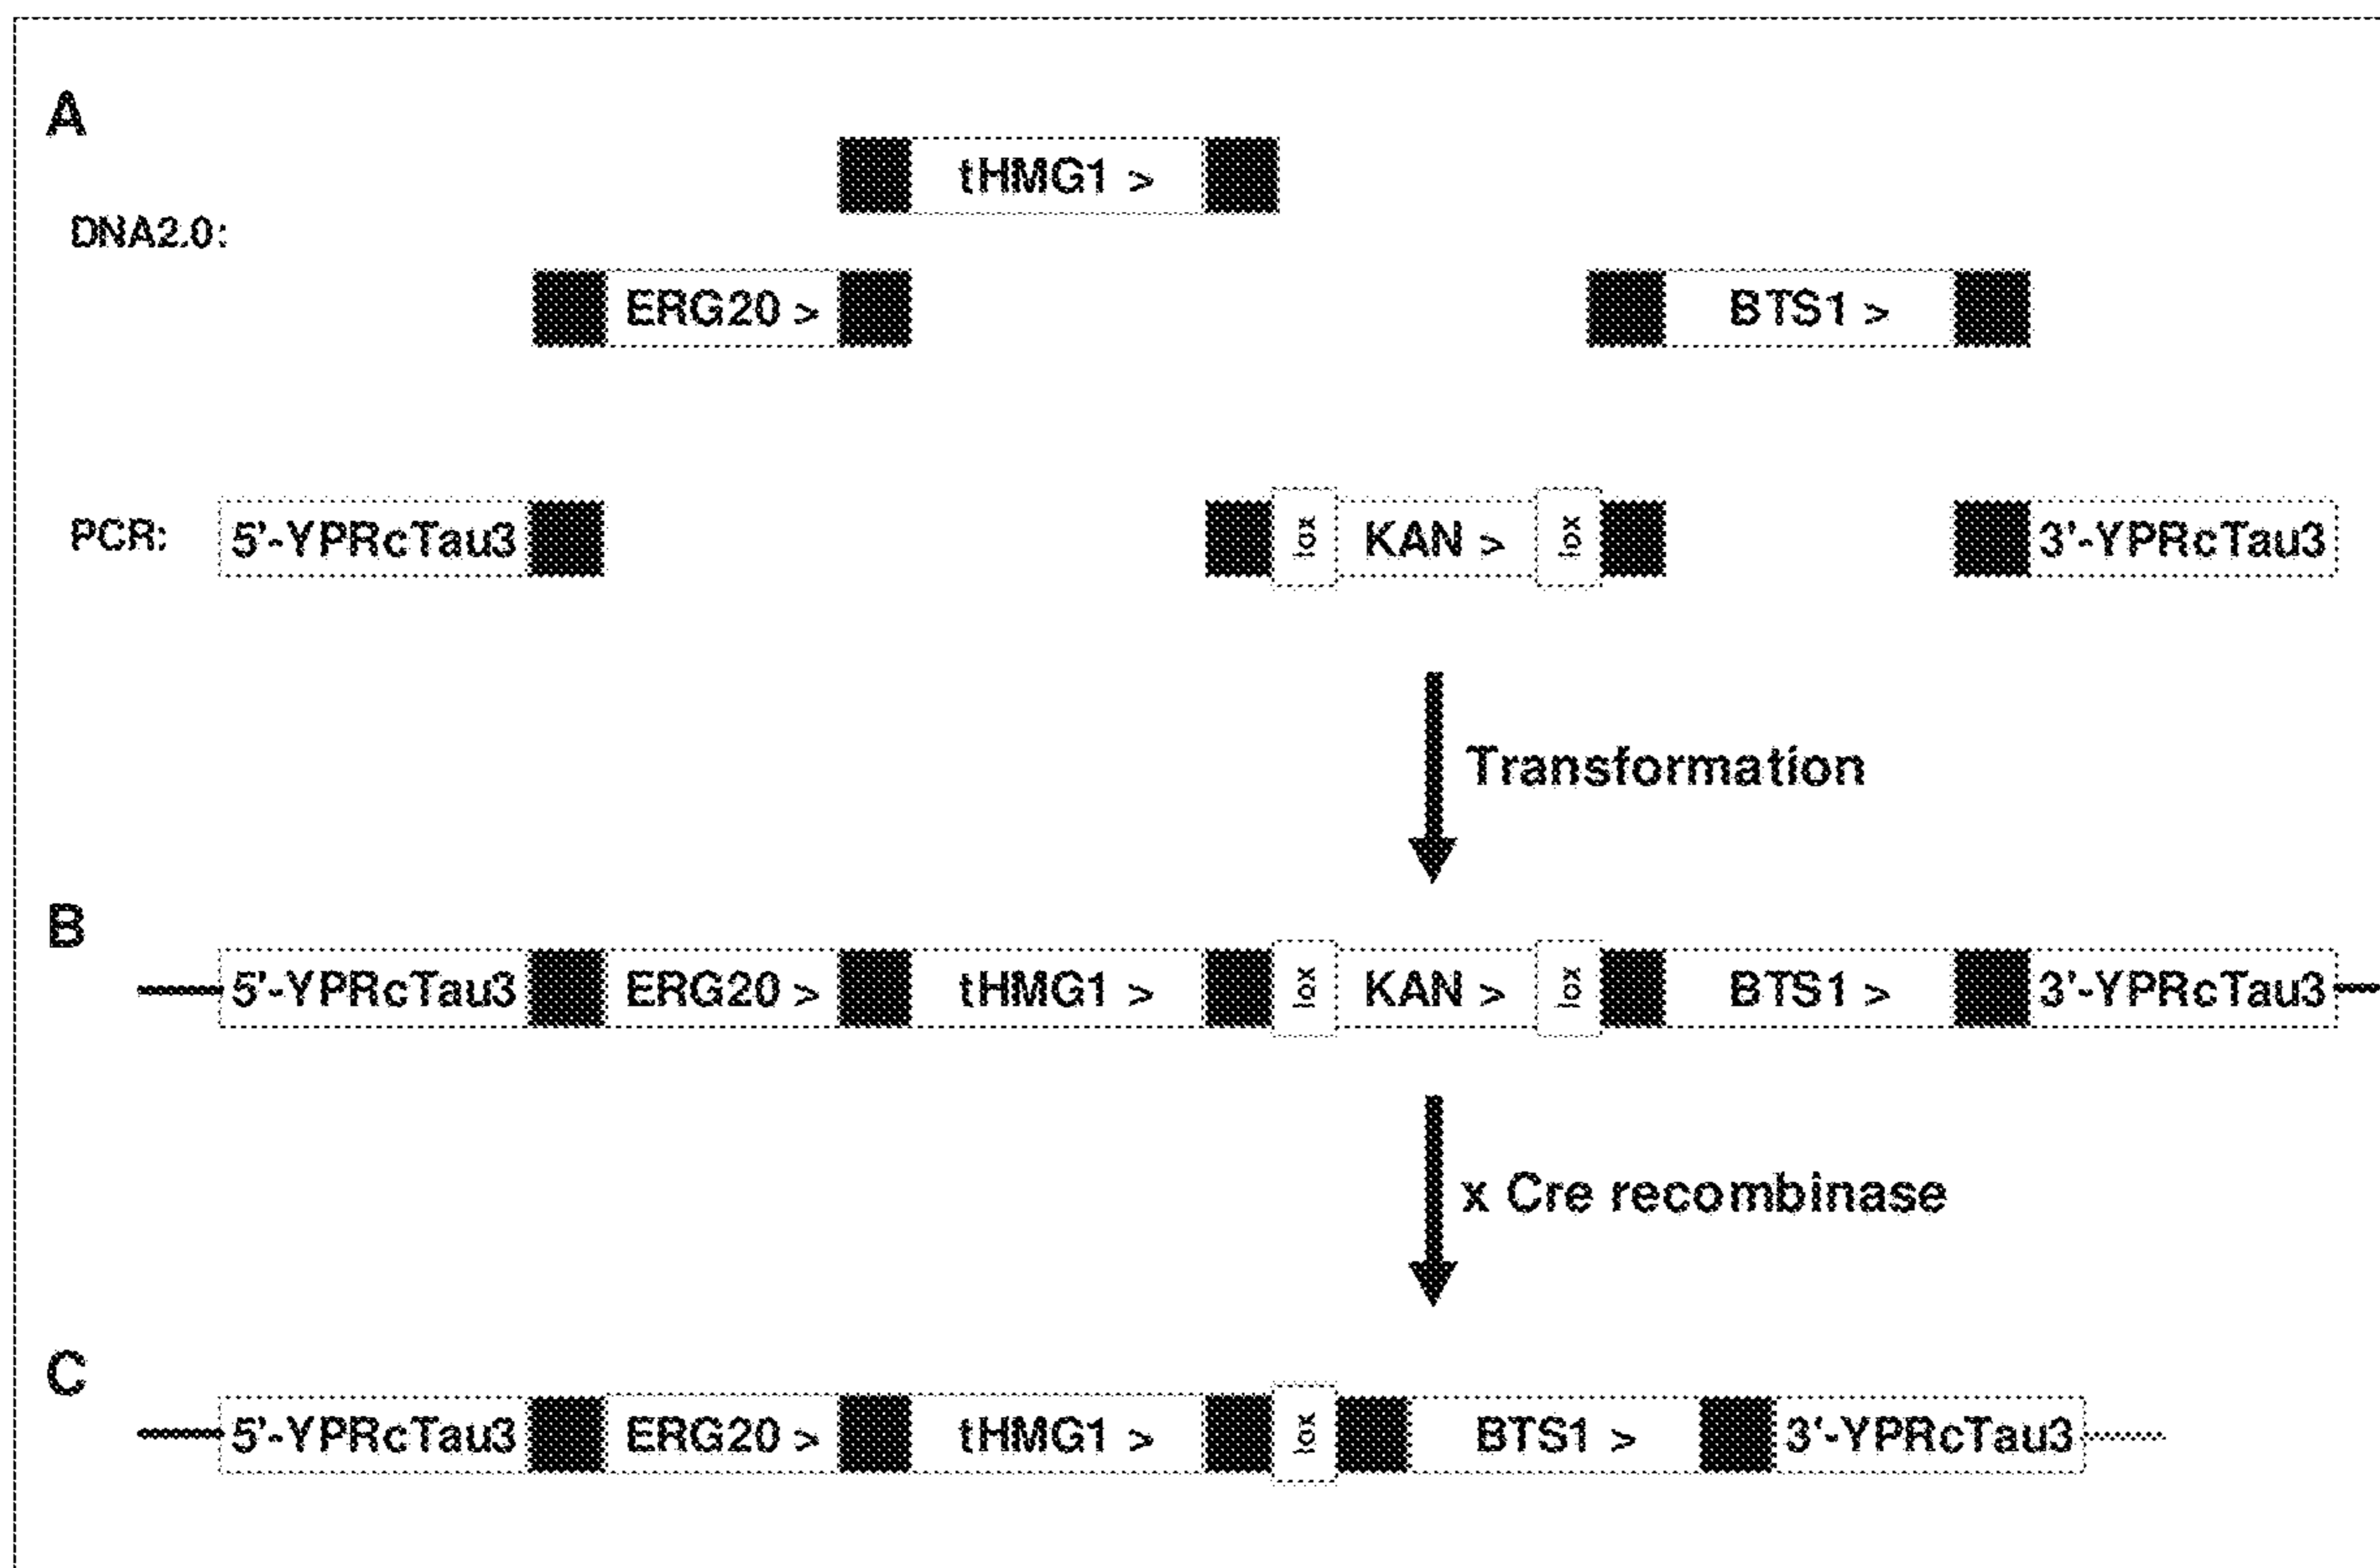 A
tHMG1 >
DNA2.0:
ERG20 > BTS1 >
PCR: 5'-YPRcTau3 lox KAN > lox 3'-YPRcTau3
Transformation
B
5'-YPRcTau3 ERG20 > tHMG1 > lox KAN > lox BTS1 > 3'-YPRcTau3
x Cre recombinase
C
5'-YPRcTau3 ERG20 > tHMG1 > lox BTS1 > 3'-YPRcTau3